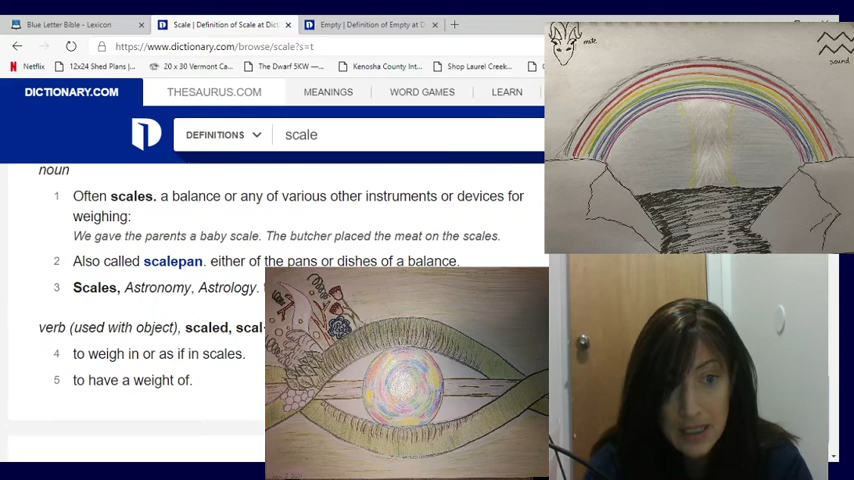 Blue Letter Bible - Lexicon
Scale | Definition of Scale at Dict
Empty | Definition of Empty at D
https://www.dictionary.com/browse/scale?s=t
Netflix
12x24 Shed Plans |
20 x 30 Vermont Ca...
The Dwarf $5K —...
Kenosha County Int...
Shop Laurel Creek...
DICTIONARY.COM
THESAURUS.COM
MEANINGS
WORD GAMES
LEARN
DEFINITIONS
scale
noun
1 Often scales. a balance or any of various other instruments or devices for
weighing:
We gave the parents a baby scale. The butcher placed the meat on the scales.
2 Also called scalepan. either of the pans or dishes of a balance.
3 Scales, Astronomy, Astrology.
verb (used with object), scaled, scal
4 to weigh in or as if in scales.
5 to have a weight of.
sound